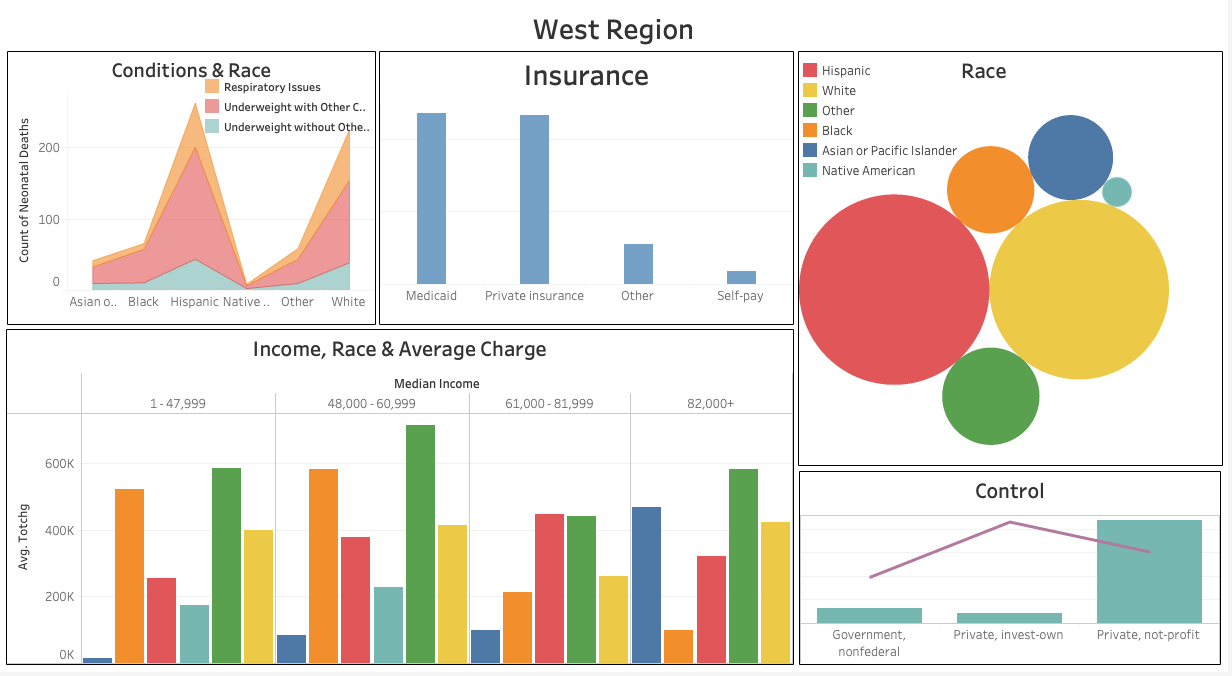 West Region
Conditions & Race
Respiratory Issues
Underweight with Other C..
Underweight without Othe..
Count of Neonatal Deaths
200
100
0
Asian o.. Black Hispanic Native .. Other White
Insurance
Medicaid Private insurance Other Self-pay
Race
Hispanic
White
Other
Black
Asian or Pacific Islander
Native American
Income, Race & Average Charge
Median Income
1 - 47,999 48,000 - 60,999 61,000 - 81,999 82,000+
Avg. Totchg
600K
400K
200K
0K
Control
Government,
nonfederal
Private, invest-own
Private, not-profit